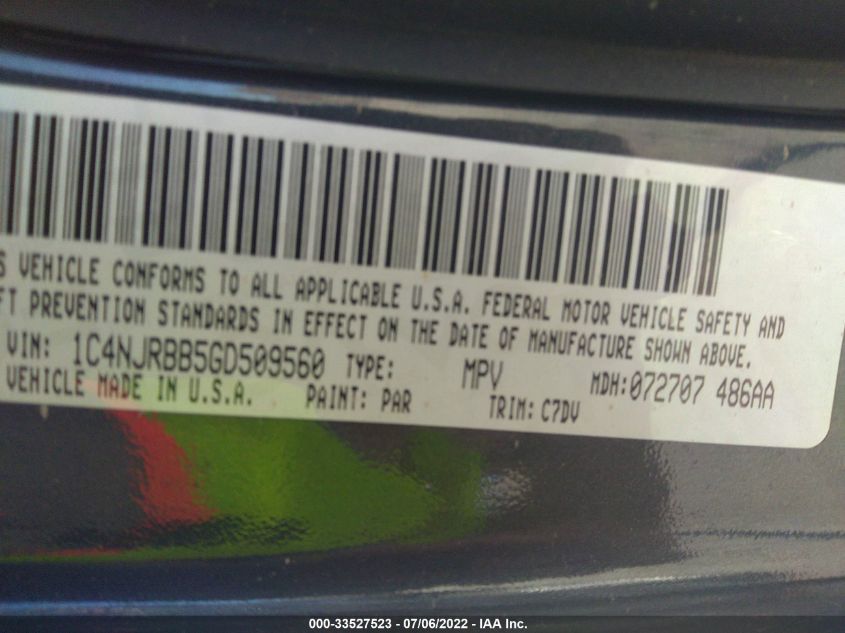 S VEHICLE CONFORMS TO ALL APPLICABLE U.S.A. FEDERAL MOTOR VEHICLE SAFETY AND
FT PREVENTION STANDARDS IN EFFECT ON THE DATE OF MANUFACTURE SHOWN ABOVE.
VIN: 1C4NJRBB5GD509560 TYPE: MPV MDH:072707 486AA
VEHICLE MADE IN U.S.A. PAINT: PAR TRIM: C7DV
000-33527523 - 07/06/2022 - IAA Inc.